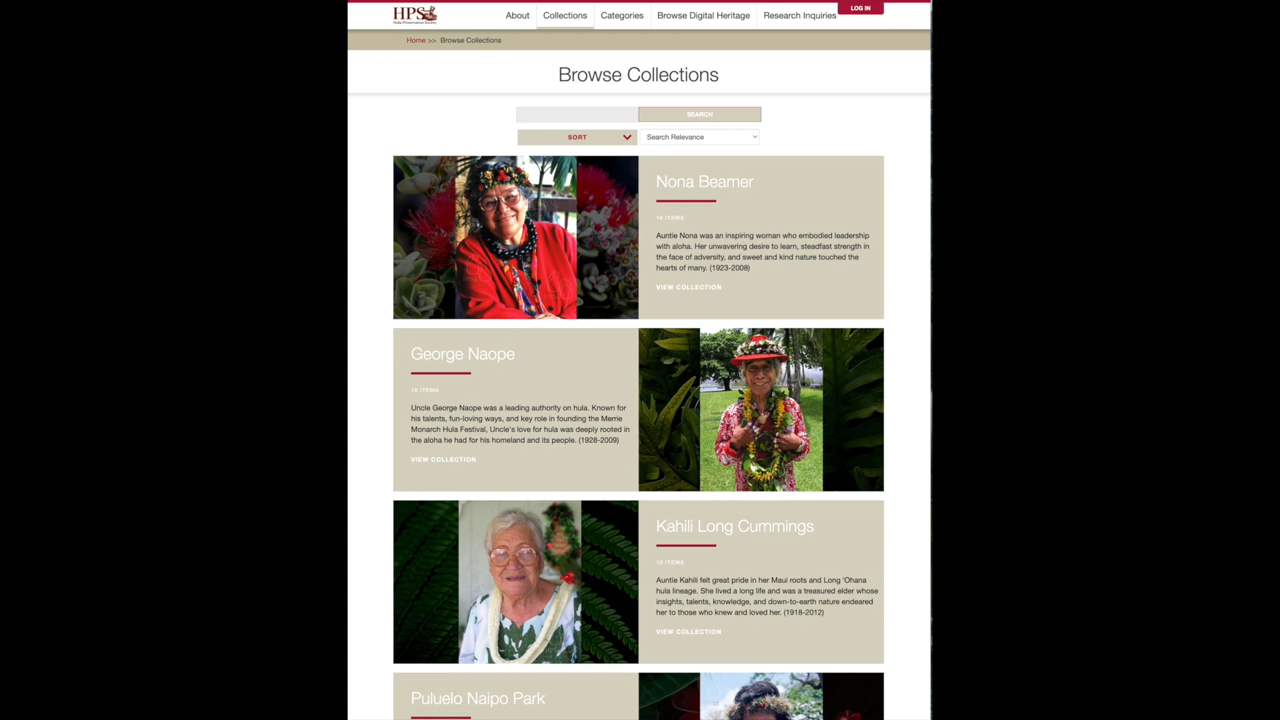 HPS
Hula Preservation Society
About
Collections
Categories
Browse Digital Heritage
Research Inquiries
LOG IN
Home >> Browse Collections
Browse Collections
SEARCH
SORT
Search Relevance
Nona Beamer
Auntie Nona was an inspiring woman who embodied leadership
with aloha. Her unwavering desire to learn, steadfast strength in
the face of adversity, and sweet and kind nature touched the
hearts of many. (1923-2008)
VIEW COLLECTION
George Naope
Uncle George Naope was a leading authority on hula. Known for
his talents, fun-loving ways, and key role in founding the Merrie
Monarch Hula Festival, Uncle's love for hula was deeply rooted in
the aloha he had for his homeland and its people. (1928-2009)
VIEW COLLECTION
Kahili Long Cummings
Auntie Kahili felt great pride in her Maui roots and Long ʻOhana
hula lineage. She lived a long life and was a treasured elder whose
insights, talents, knowledge, and down-to-earth nature endeared
her to those who knew and loved her. (1918-2012)
VIEW COLLECTION
Puluelo Naipo Park